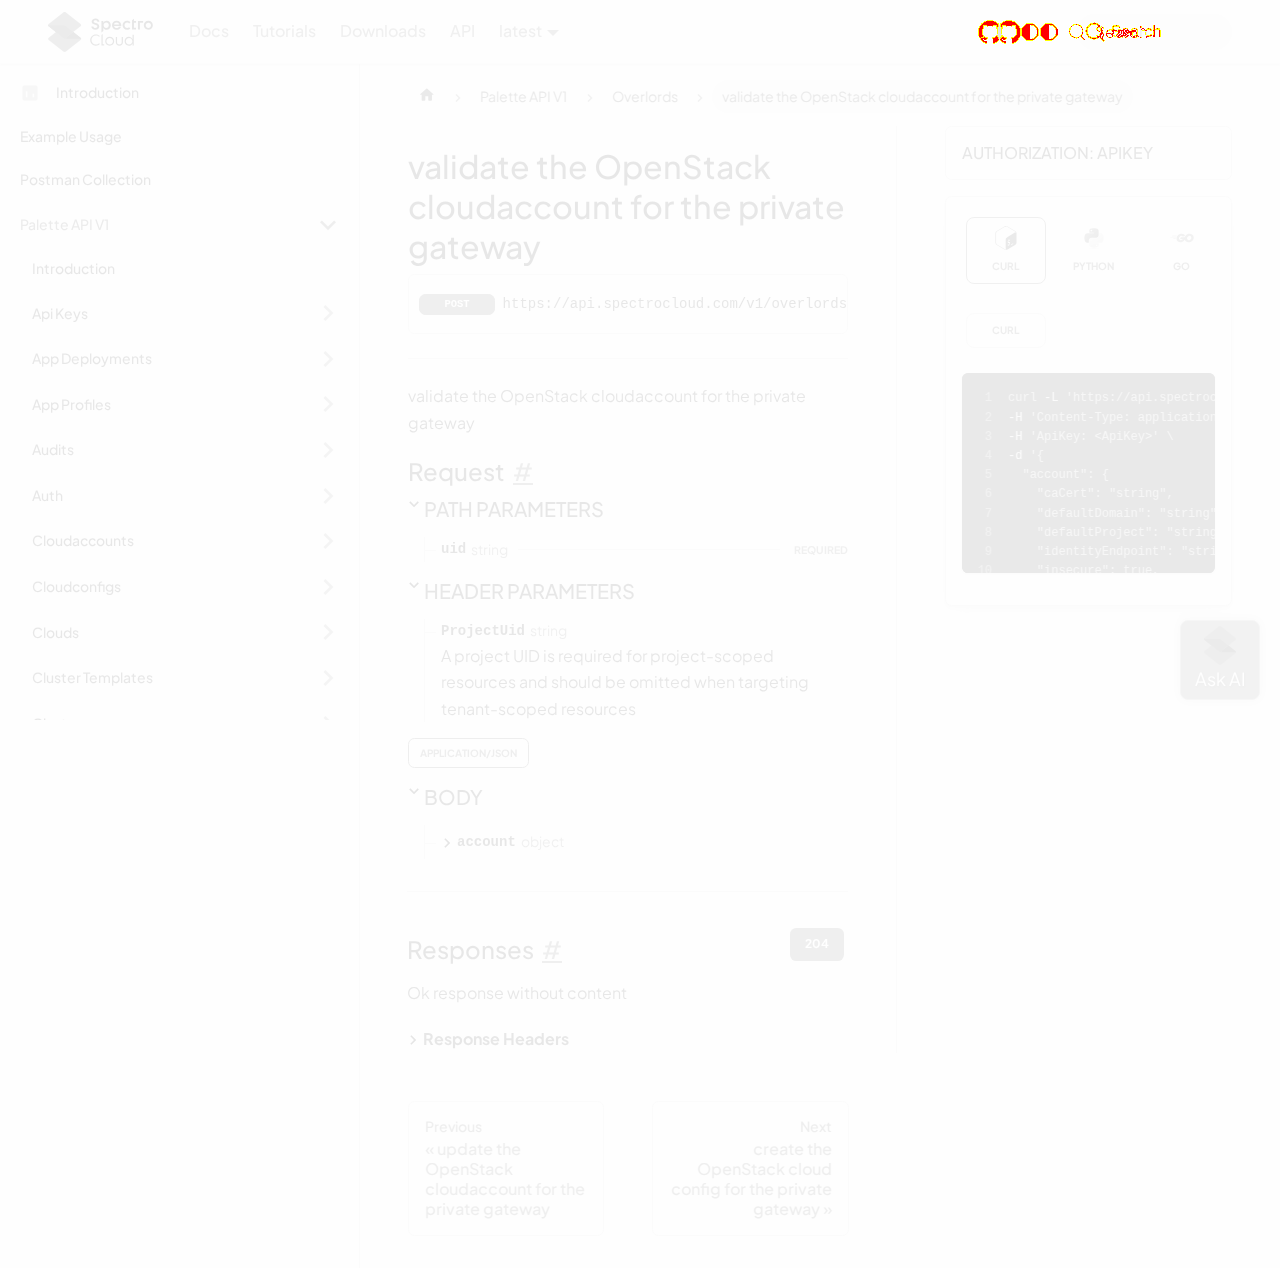 Spectro Cloud
Docs
Tutorials
Downloads
API
latest
Search
Introduction
Example Usage
Postman Collection
Palette API V1
Introduction
Api Keys
App Deployments
App Profiles
Audits
Auth
Cloudaccounts
Cloudconfigs
Clouds
Cluster Templates
Palette API V1
Overlords
validate the OpenStack cloudaccount for the private gateway
validate the OpenStack
cloudaccount for the private
gateway
POST
https://api.spectrocloud.com/v1/overlords
validate the OpenStack cloudaccount for the private
gateway
Request #
PATH PARAMETERS
uid string REQUIRED
HEADER PARAMETERS
ProjectUid string
A project UID is required for project-scoped
resources and should be omitted when targeting
tenant-scoped resources
APPLICATION/JSON
BODY
account object
Responses #
204
Ok response without content
Response Headers
Previous
« update the
OpenStack
cloudaccount for the
private gateway
Next
create the
OpenStack cloud
config for the private
gateway »
AUTHORIZATION: APIKEY
CURL
PYTHON
GO
GO
CURL
1 curl -L 'https://api.spectroc
2 -H 'Content-Type: application
3 -H 'ApiKey: <ApiKey>' \
4 -d '{
5 "account": {
6 "caCert": "string",
7 "defaultDomain": "string"
8 "defaultProject": "string
9 "identityEndpoint": "stri
10 "insecure": true,
Ask AI